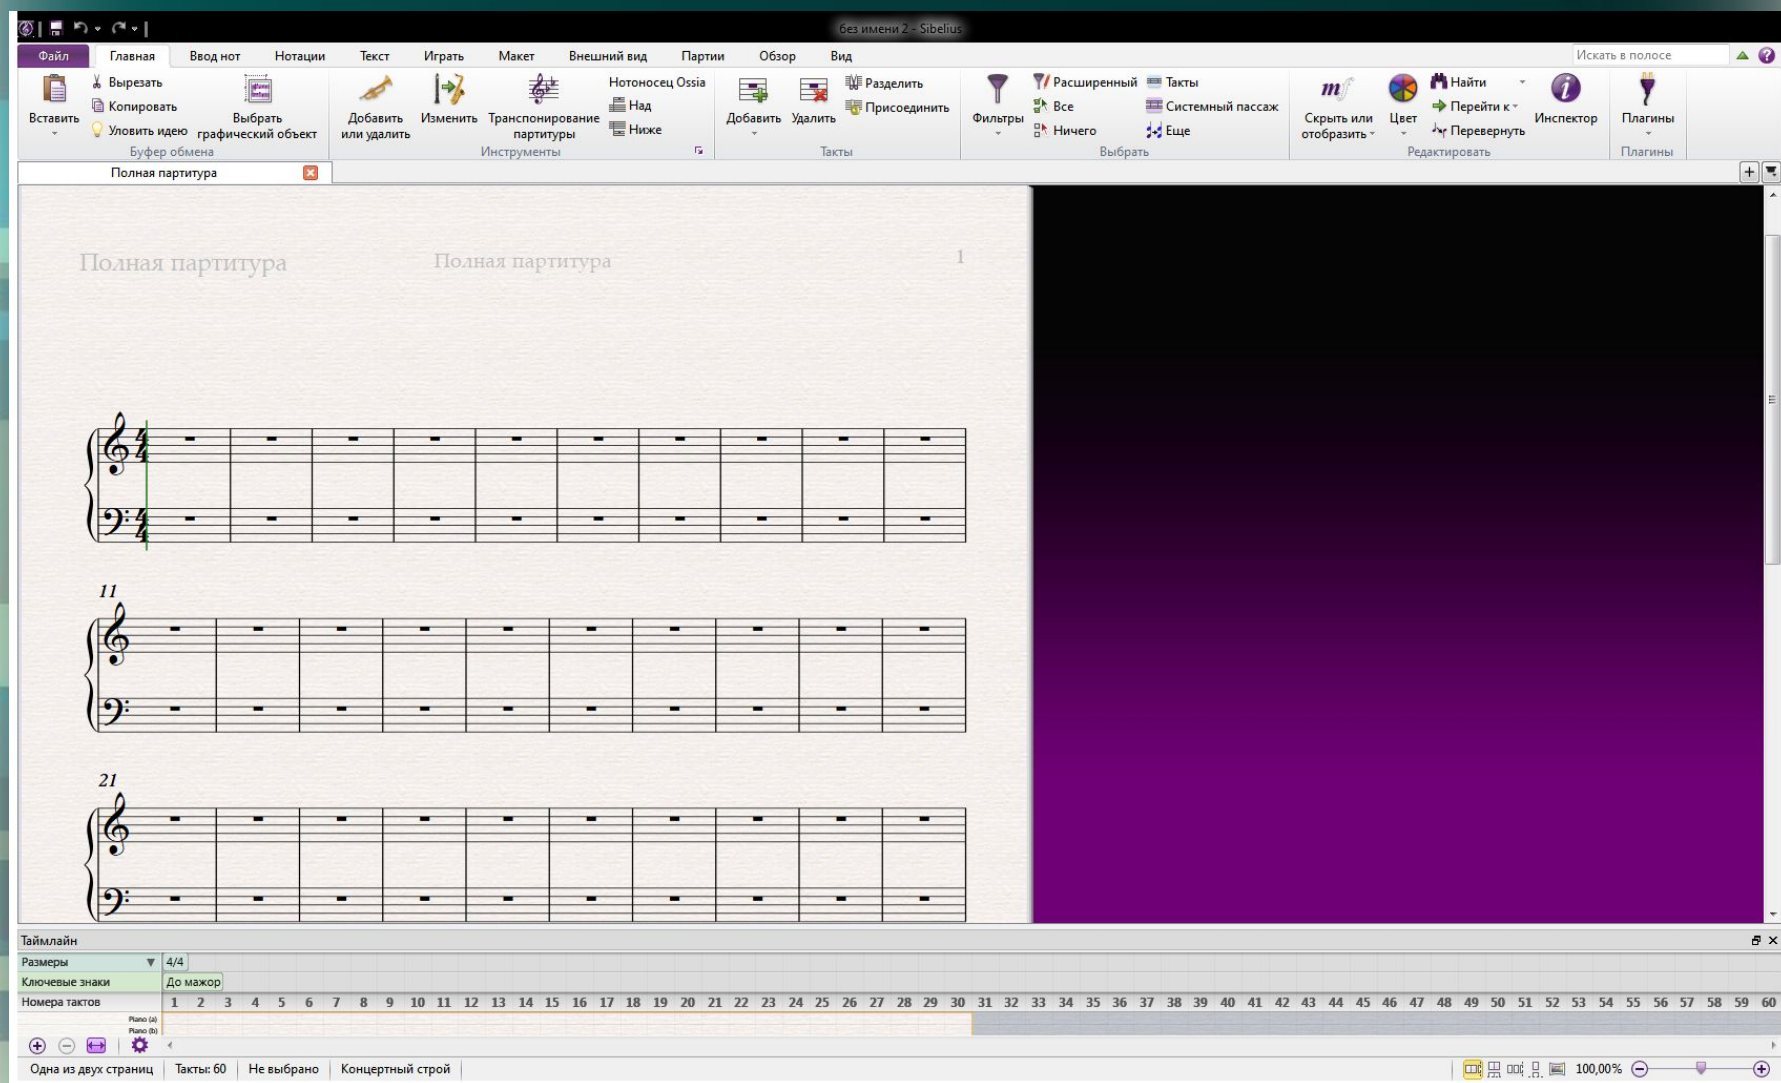 без имени 2 - Sibelius
Файл Главная Ввод нот Нотации Текст Играть Макет Внешний вид Партии Обзор Вид Искать в полосе
Вставить
Вырезать
Копировать
Уловить идею
Выбрать
графический объект
Буфер обмена
Добавить
или удалить
Изменить
Транспонирование
партитуры
Нотоносец Ossia
Над
Ниже
Инструменты
Добавить
Удалить
Разделить
Присоединить
Такты
Фильтры
Расширенный
Все
Ничего
Такты
Системный пассаж
Еще
Выбрать
Скрыть или
отобразить
Цвет
Найти
Перейти к
Перевернуть
Редактировать
Инспектор
Плагины
Плагины
Полная партитура
Полная партитура Полная партитура 1
11
21
Таймлайн
Размеры 4/4
Ключевые знаки До мажор
Номера тактов 1 2 3 4 5 6 7 8 9 10 11 12 13 14 15 16 17 18 19 20 21 22 23 24 25 26 27 28 29 30 31 32 33 34 35 36 37 38 39 40 41 42 43 44 45 46 47 48 49 50 51 52 53 54 55 56 57 58 59 60
Piano (a)
Piano (b)
Одна из двух страниц Такты: 60 Не выбрано Концертный строй 100,00%